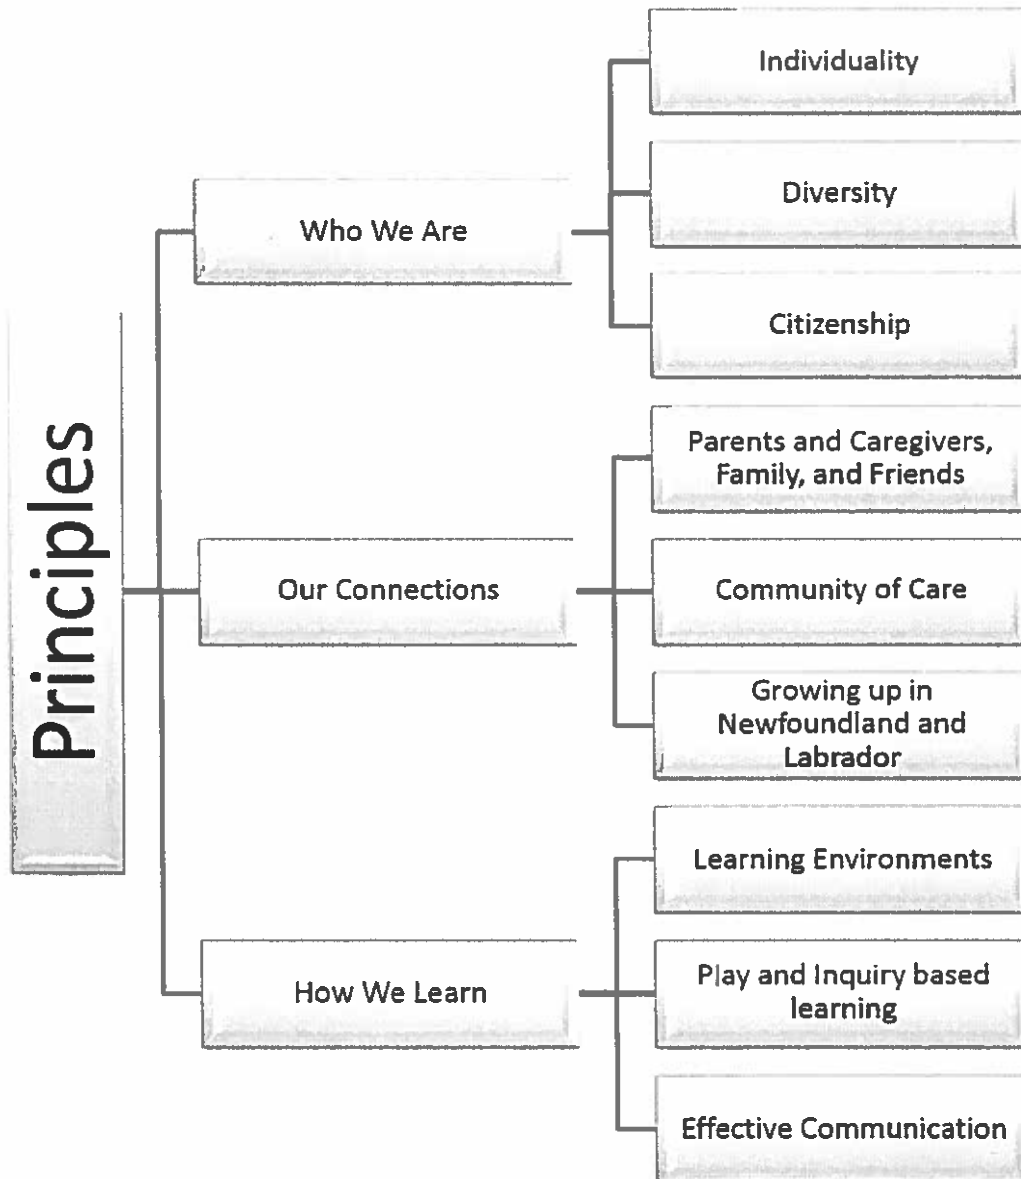 Principles
Who We Are
Individuality
Diversity
Citizenship
Our Connections
Parents and Caregivers,
Family, and Friends
Community of Care
Growing up in
Newfoundland and
Labrador
How We Learn
Learning Environments
Play and Inquiry based
learning
Effective Communication